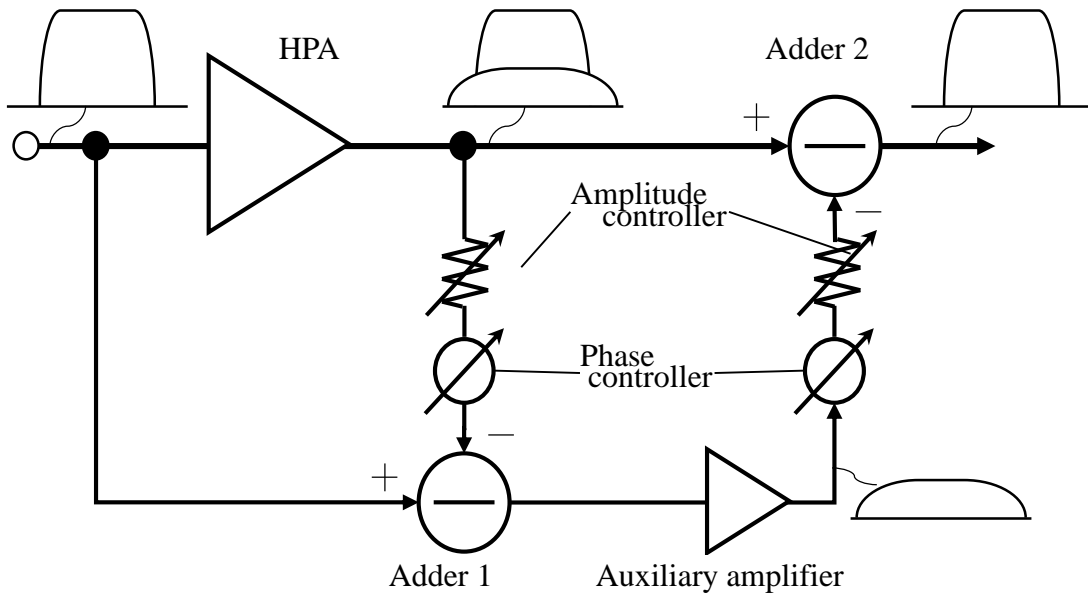 HPA
Adder 2
+
−
Amplitude
controller
Phase
controller
−
+
Adder 1
Auxiliary amplifier